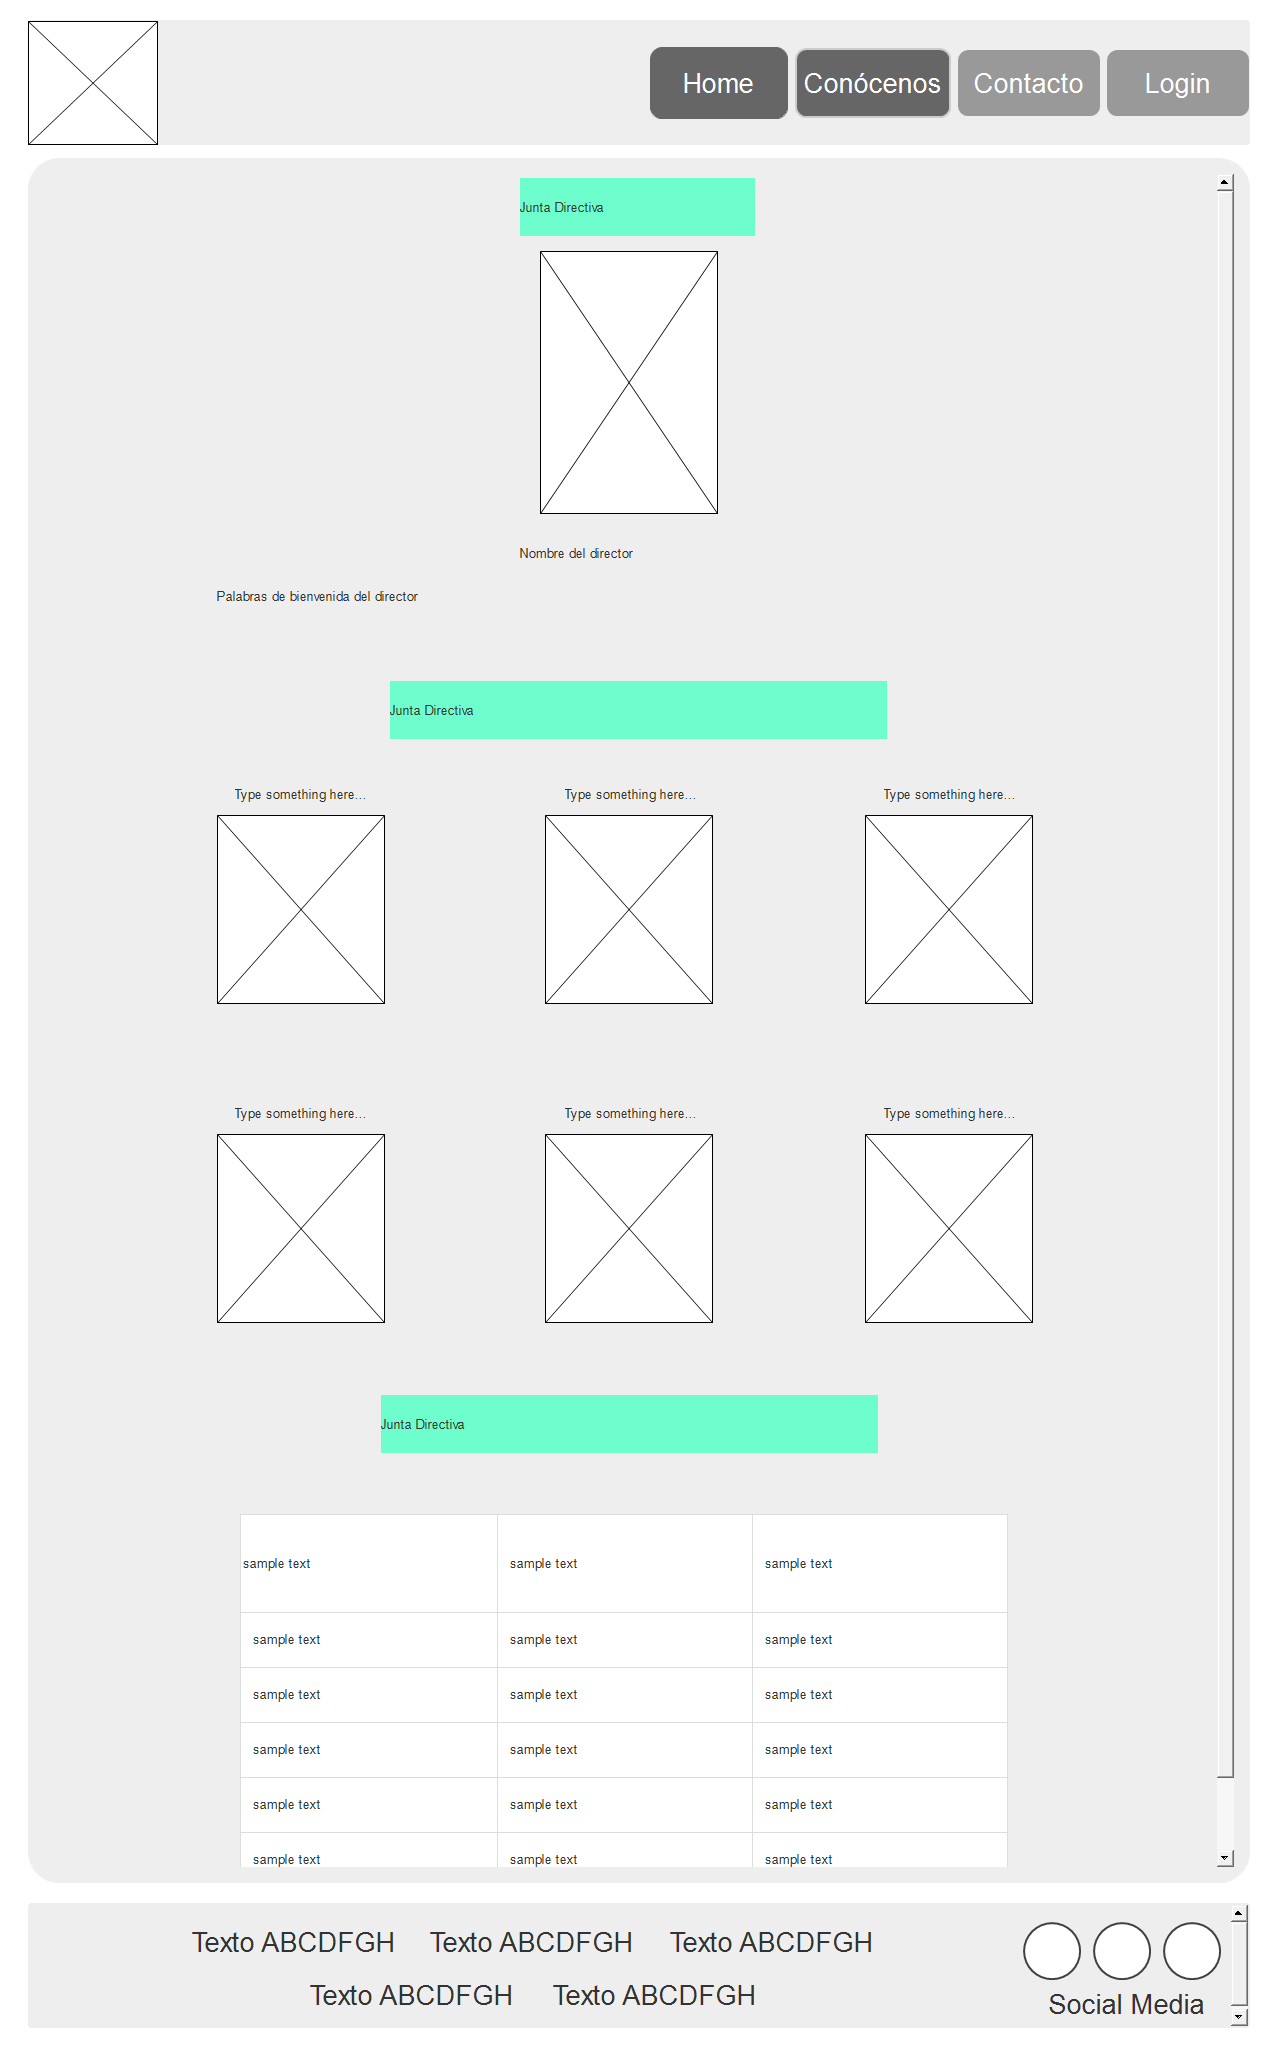 Home Conócenos Contacto Login
Junta Directiva
Nombre del director
Palabras de bienvenida del director
Junta Directiva
Type something here... Type something here... Type something here...
Type something here... Type something here... Type something here...
Junta Directiva
sample text sample text sample text
sample text sample text sample text
sample text sample text sample text
sample text sample text sample text
sample text sample text sample text
sample text sample text sample text
Texto ABCDFGH Texto ABCDFGH Texto ABCDFGH
Texto ABCDFGH Texto ABCDFGH
Social Media